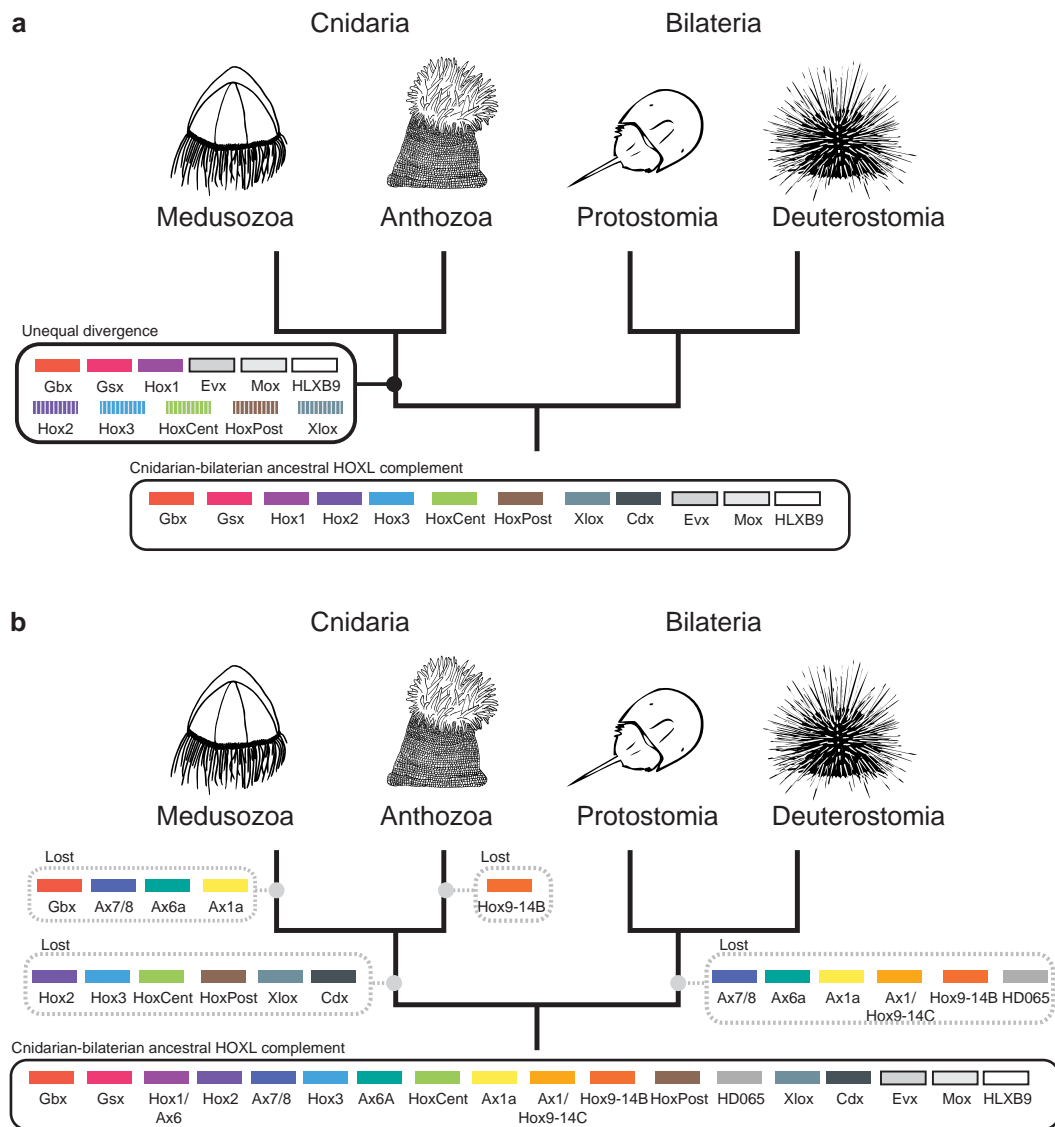 a
Cnidaria Bilateria
Medusozoa Anthozoa Protostomia Deuterostomia
Unequal divergence
Gbx Gsx Hox1 Evx Mox HLXB9
Hox2 Hox3 HoxCent HoxPost Xlox
Cnidarian-bilaterian ancestral HOXL complement
Gbx Gsx Hox1 Hox2 Hox3 HoxCent HoxPost Xlox Cdx Evx Mox HLXB9
b
Cnidaria Bilateria
Medusozoa Anthozoa Protostomia Deuterostomia
Lost Lost
Gbx Ax7/8 Ax6a Ax1a Hox9-14B
Lost Lost
Hox2 Hox3 HoxCent HoxPost Xlox Cdx Ax7/8 Ax6a Ax1a Ax1/ Hox9-14B HD065
Hox9-14C
Cnidarian-bilaterian ancestral HOXL complement
Gbx Gsx Hox1/ Hox2 Ax7/8 Hox3 Ax6A HoxCent Ax1a Ax1/ Hox9-14B HoxPost HD065 Xlox Cdx Evx Mox HLXB9
Ax6 Hox9-14C